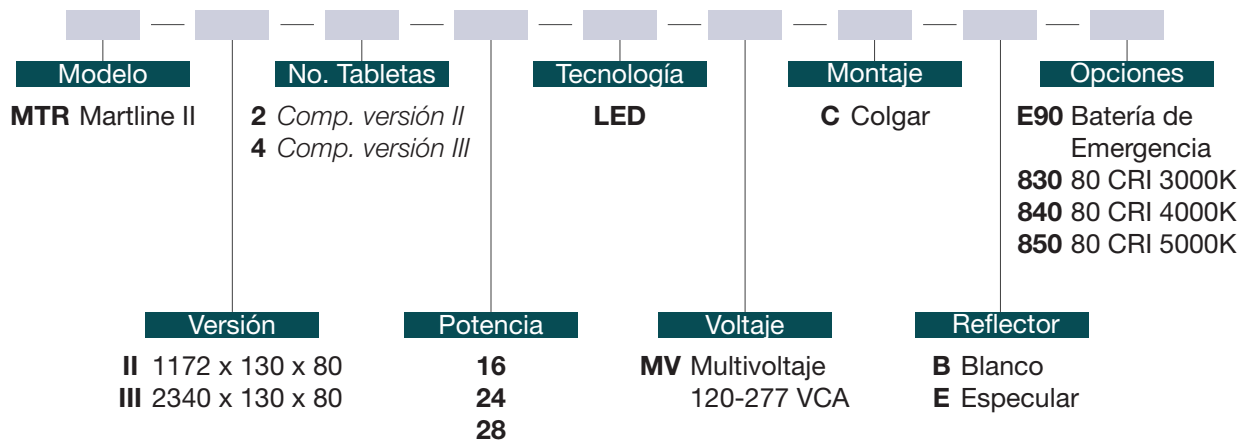 Modelo
MTR Martline II
No. Tabletas
2 Comp. versión II
4 Comp. versión III
Tecnología
LED
Montaje
C Colgar
Opciones
E90 Batería de
Emergencia
830 80 CRI 3000K
840 80 CRI 4000K
850 80 CRI 5000K
Versión
II 1172 x 130 x 80
III 2340 x 130 x 80
Potencia
16
24
28
Voltaje
MV Multivoltaje
120-277 VCA
Reflector
B Blanco
E Especular